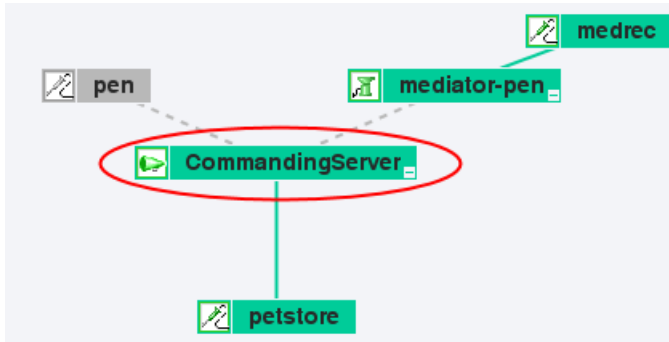 medrec
pen
mediator-pen
CommandingServer
petstore